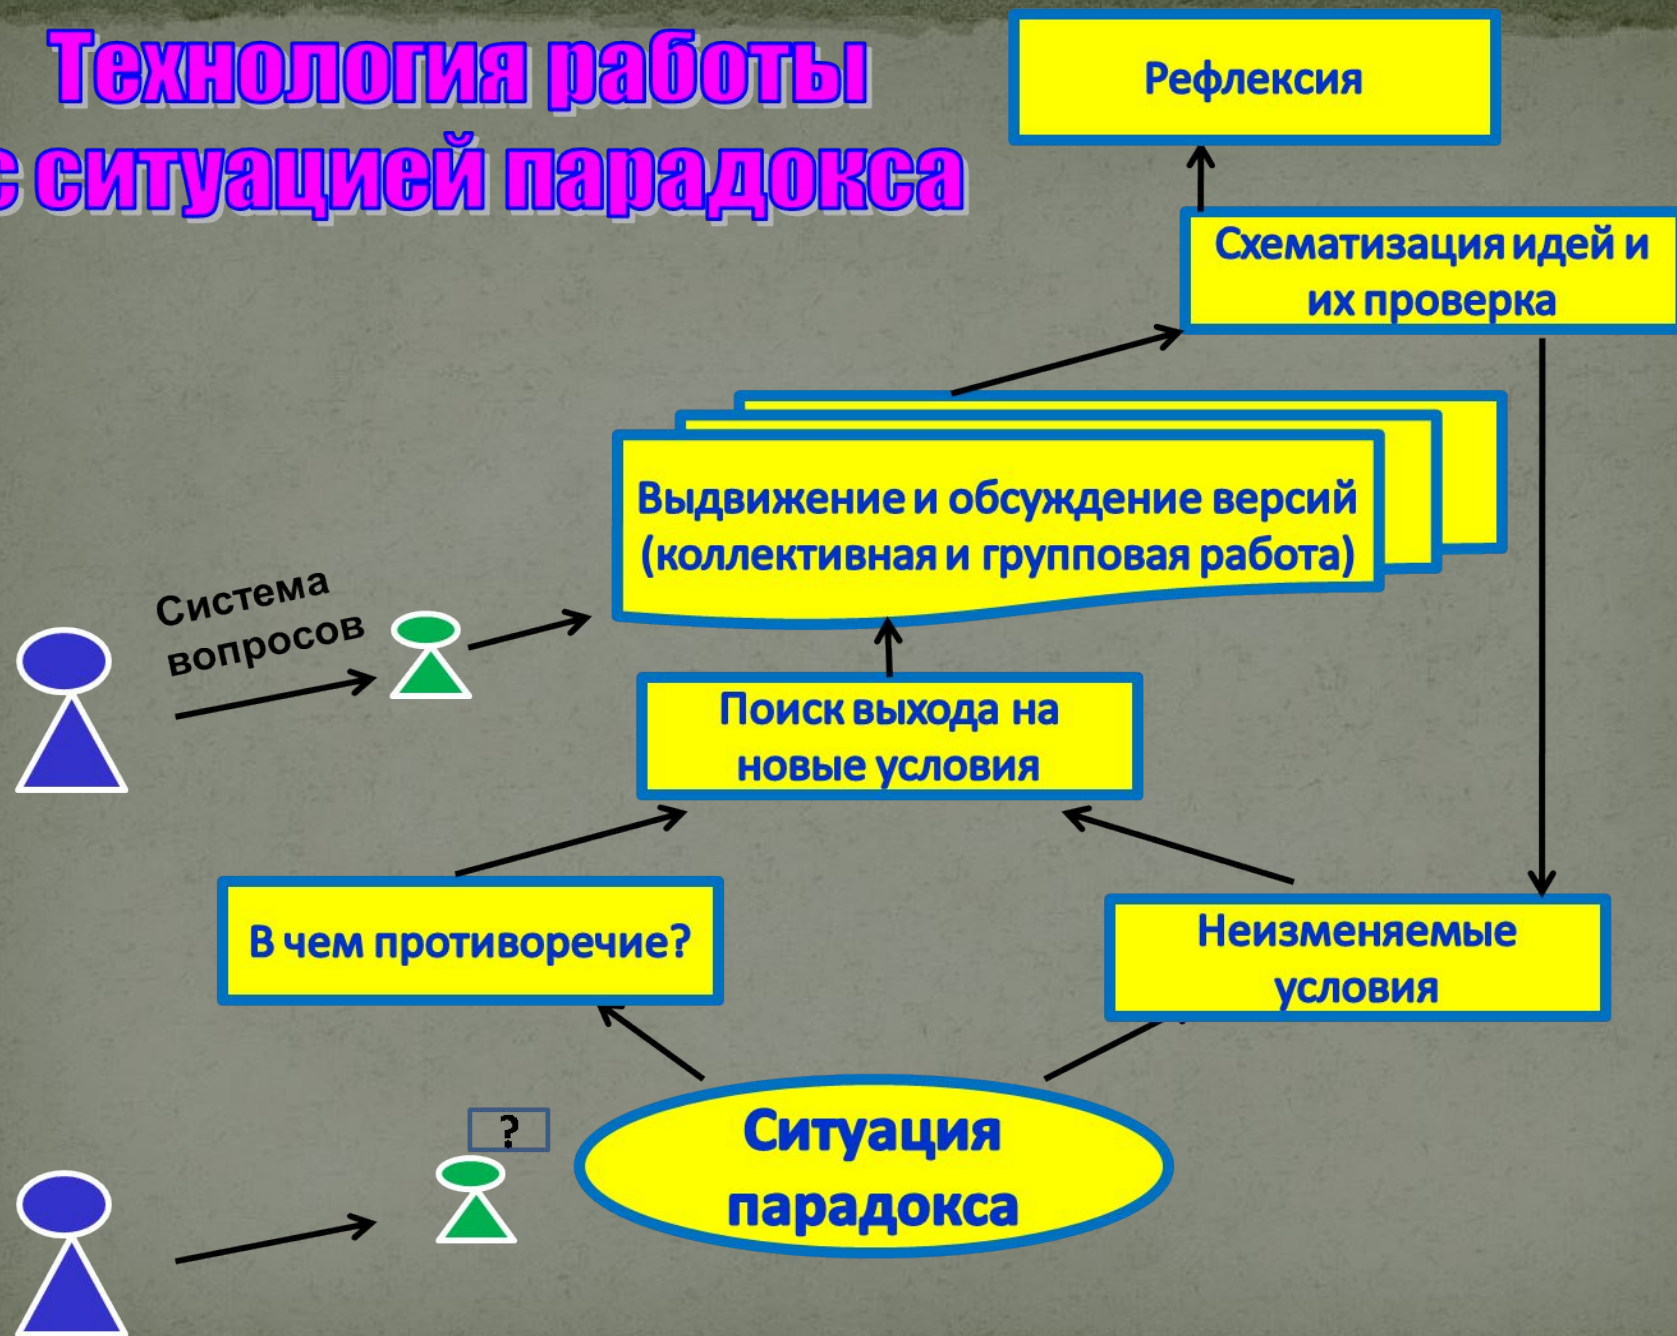 Технология работы
с ситуацией парадокса
Рефлексия
Схематизация идей и
их проверка
Выдвижение и обсуждение версий
(коллективная и групповая работа)
Система
вопросов
Поиск выхода на
новые условия
В чем противоречие?
Неизменяемые
условия
?
Ситуация
парадокса